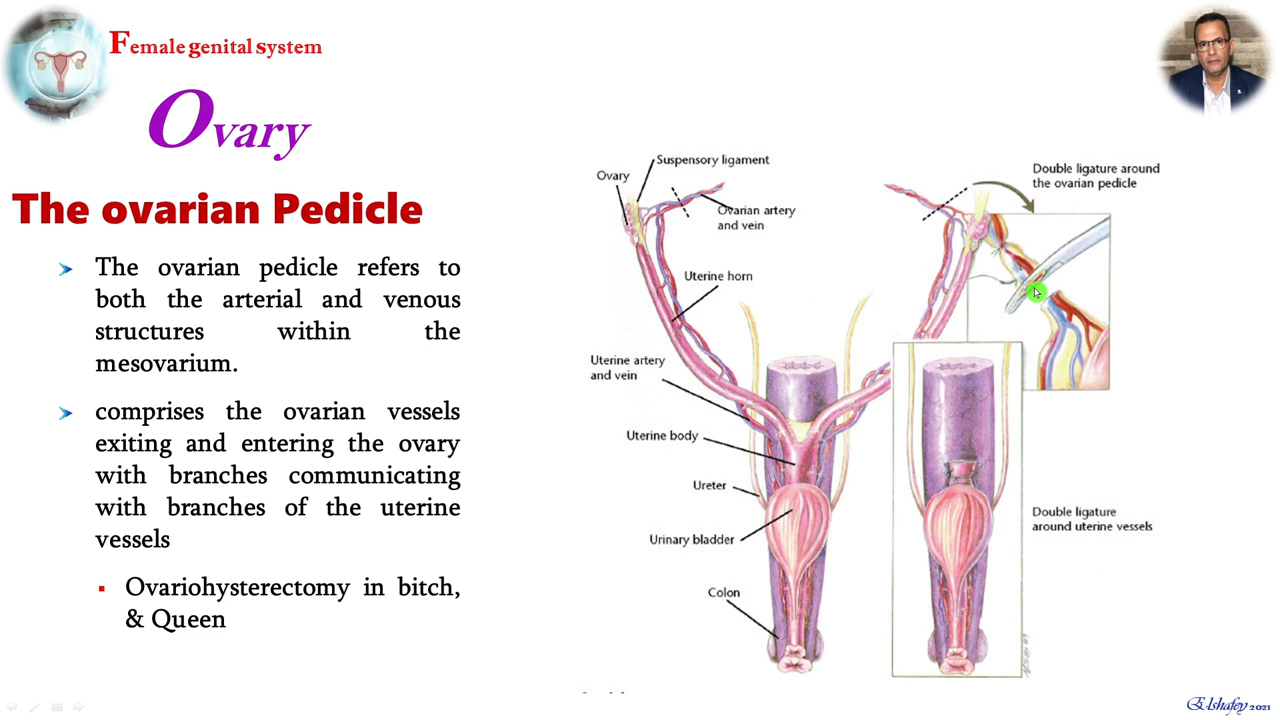 Female genital system
Ovary
The ovarian Pedicle
The ovarian pedicle refers to
both the arterial and venous
structures within the
mesovarium.
comprises the ovarian vessels
exiting and entering the ovary
with branches communicating
with branches of the uterine
vessels
Ovariohysterectomy in bitch,
& Queen
Suspensory ligament
Ovary
Ovarian artery
and vein
Uterine horn
Uterine artery
and vein
Uterine body
Ureter
Urinary bladder
Colon
Double ligature around
the ovarian pedicle
Double ligature
around uterine vessels
Elshafey 2021